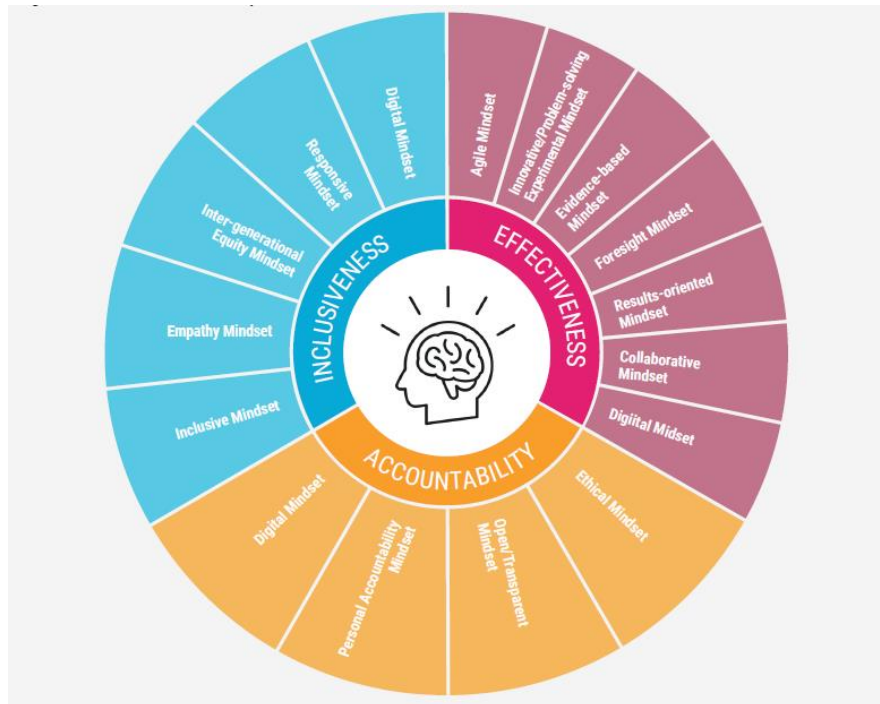 INCLUSIVENESS
EFFECTIVENESS
ACCOUNTABILITY
Agile Mindset
Innovative/Problem-solving
Experimental Mindset
Evidence-based
Mindset
Foresight Mindset
Results-oriented
Mindset
Collaborative
Mindset
Digiital Midset
Ethical Mindset
Open/Transparent
Mindset
Personal Accountability
Mindset
Digital Mindset
Inclusive Mindset
Empathy Mindset
Inter-generational
Equity Mindset
Responsive
Mindset
Digital Mindset